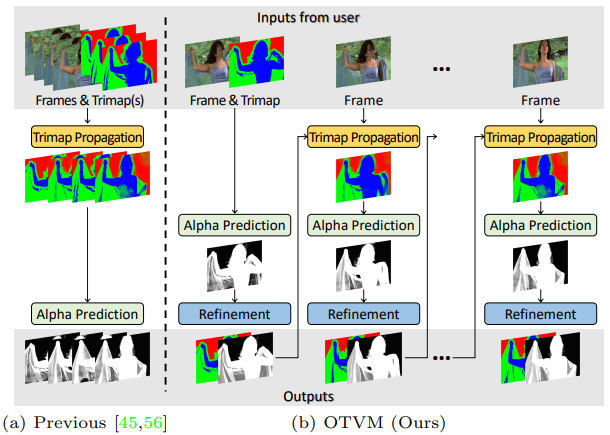 Inputs from user
Frames & Trimap(s)
Frame & Trimap
Frame
...
Frame
Trimap Propagation
Trimap Propagation
Trimap Propagation
Alpha Prediction
Alpha Prediction
Alpha Prediction
Alpha Prediction
Refinement
Refinement
Refinement
...
Outputs
(a) Previous [45,56]
(b) OTVM (Ours)